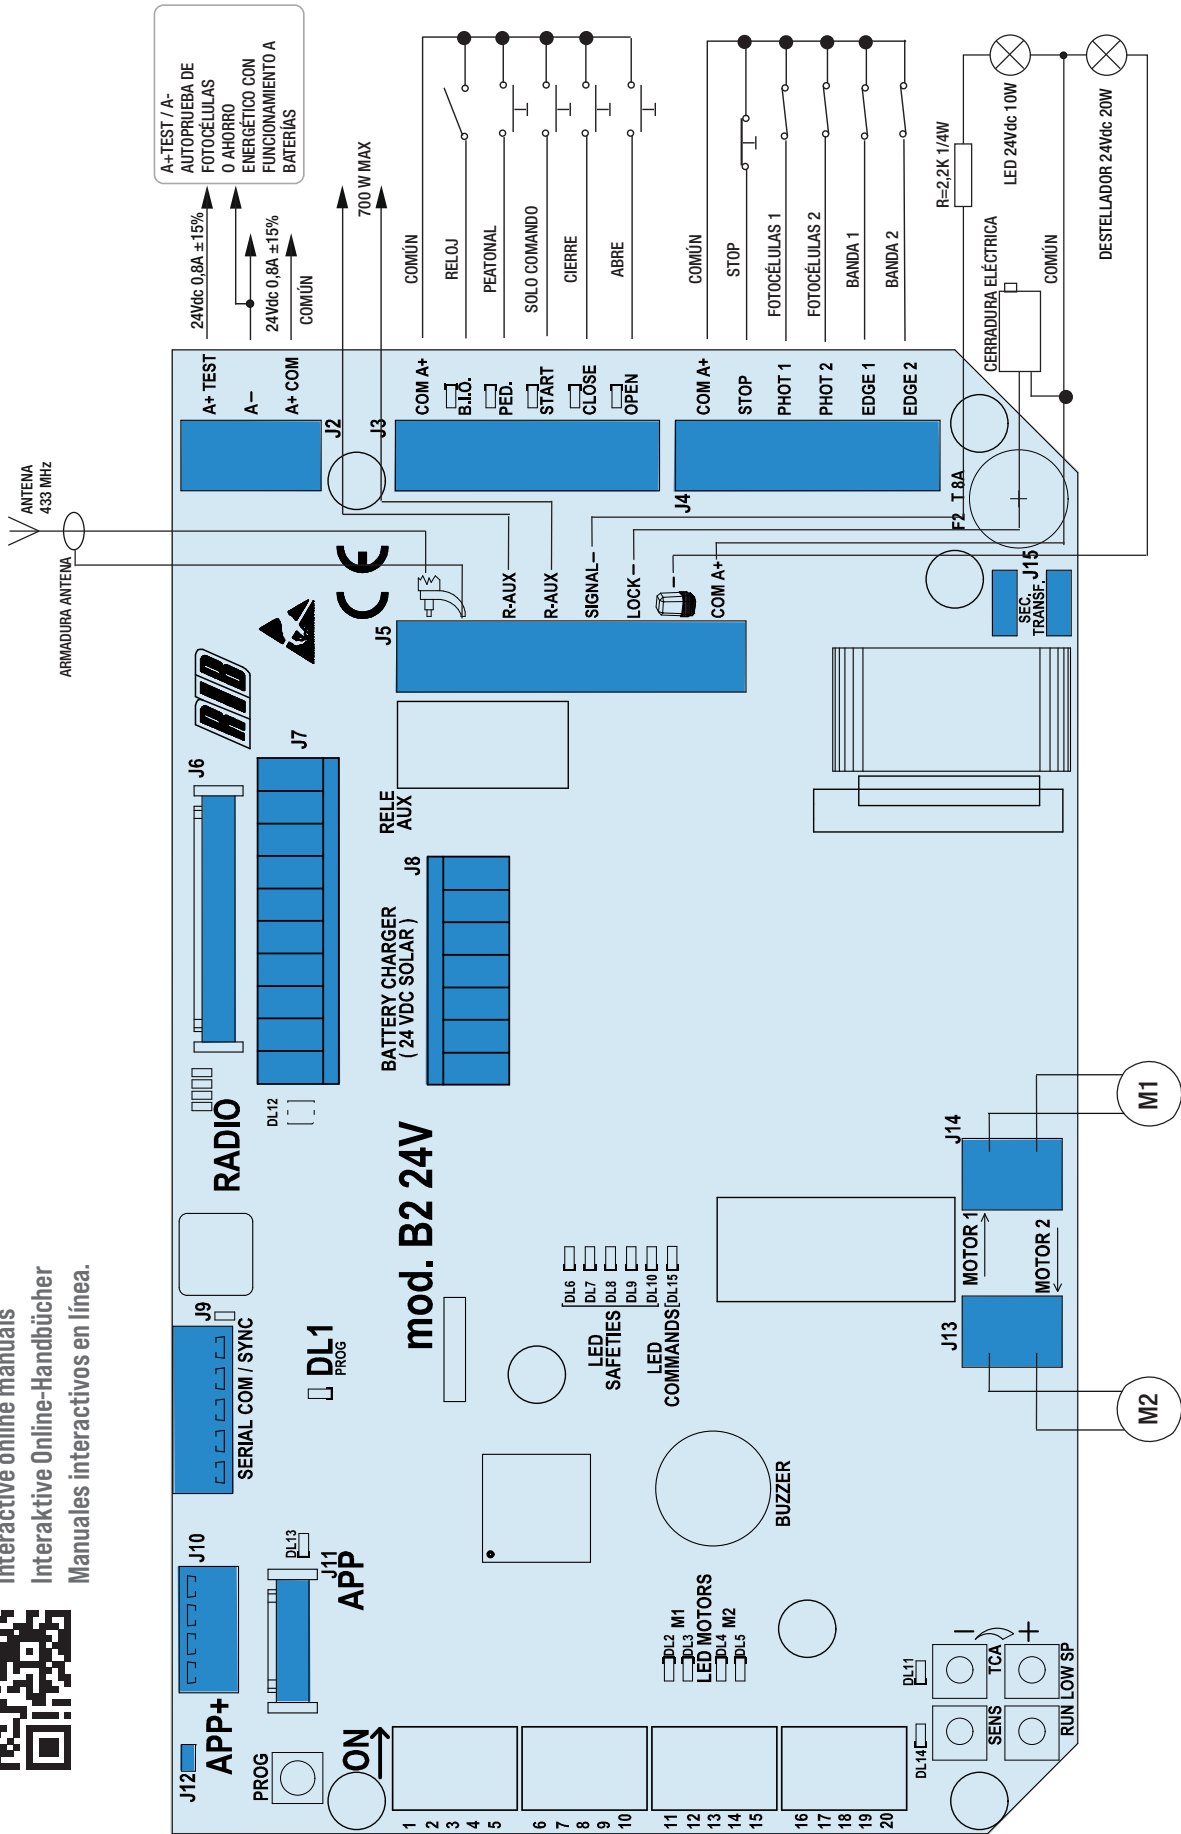 Interactive online manuals
Interaktive Online-Handbücher
Manuales interactivos en línea.
ANTENA
433 MHz
ARMADURA ANTENA
A+TEST / A-
AUTOPRUEBA DE
FOTOCÉLULAS
O AHORRO
ENERGÉTICO CON
FUNCIONAMIENTO A
BATERÍAS
24Vdc 0,8A ±15%
24Vdc 0,8A ±15%
COMÚN
700 W MAX
COMÚN
RELOJ
PEATONAL
SOLO COMANDO
CIERRE
ABRE
COMÚN
STOP
FOTOCÉLULAS 1
FOTOCÉLULAS 2
BANDA 1
BANDA 2
R=2,2K 1/4W
LED 24Vdc 10W
CERRADURA ELÉCTRICA
COMÚN
DESTELLADOR 24Vdc 20W
A+ TEST
A–
A+ COM
J2
J3
COM A+
B.I.O.
PED.
START
CLOSE
OPEN
COM A+
STOP
PHOT 1
PHOT 2
EDGE 1
EDGE 2
J4
F2 T 8A
J5
R-AUX
R-AUX
SIGNAL–
LOCK–
–
COM A+
J15
SEC.
TRANSF.
CE
RIB
J6
J7
RELE
AUX
J8
BATTERY CHARGER
( 24 VDC SOLAR )
RADIO
DL12
mod. B2 24V
J9
SERIAL COM / SYNC
DL1
PROG
DL6
DL7
DL8
DL9
DL10
DL15
LED
SAFETIES
LED
COMMANDS
J14
MOTOR 1
MOTOR 2
J13
M1
M2
BUZZER
J10
DL13
J11
APP
APP+
J12
PROG
ON
DL2
DL3
M1
LED MOTORS
DL4
DL5
M2
DL11
DL14
TCA
SENS
– +
RUN LOW SP
1
2
3
4
5
6
7
8
9
10
11
12
13
14
15
16
17
18
19
20